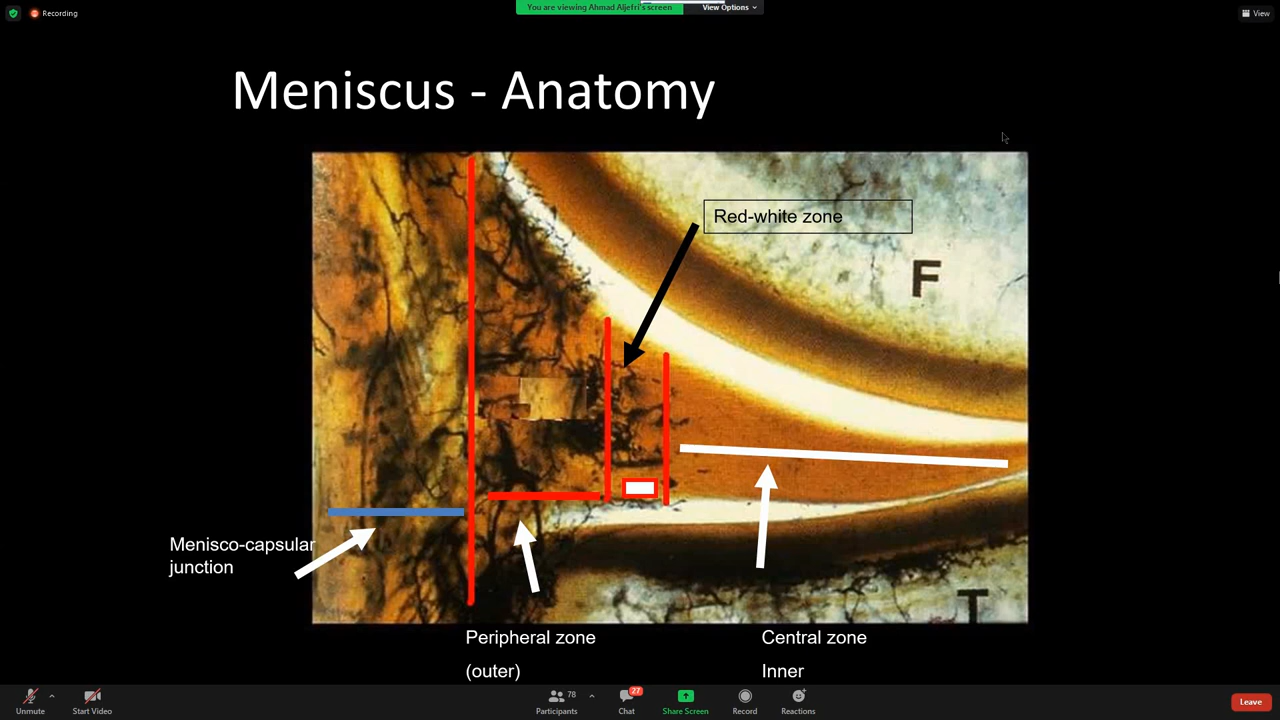 Recording
You are viewing Ahmad Aljefri's screen
View Options
View
Meniscus - Anatomy
Red-white zone
F
Menisco-capsular
junction
T
Peripheral zone
(outer)
Central zone
Inner
Unmute
Start Video
Participants
78
Chat
27
Share Screen
Record
Reactions
Leave